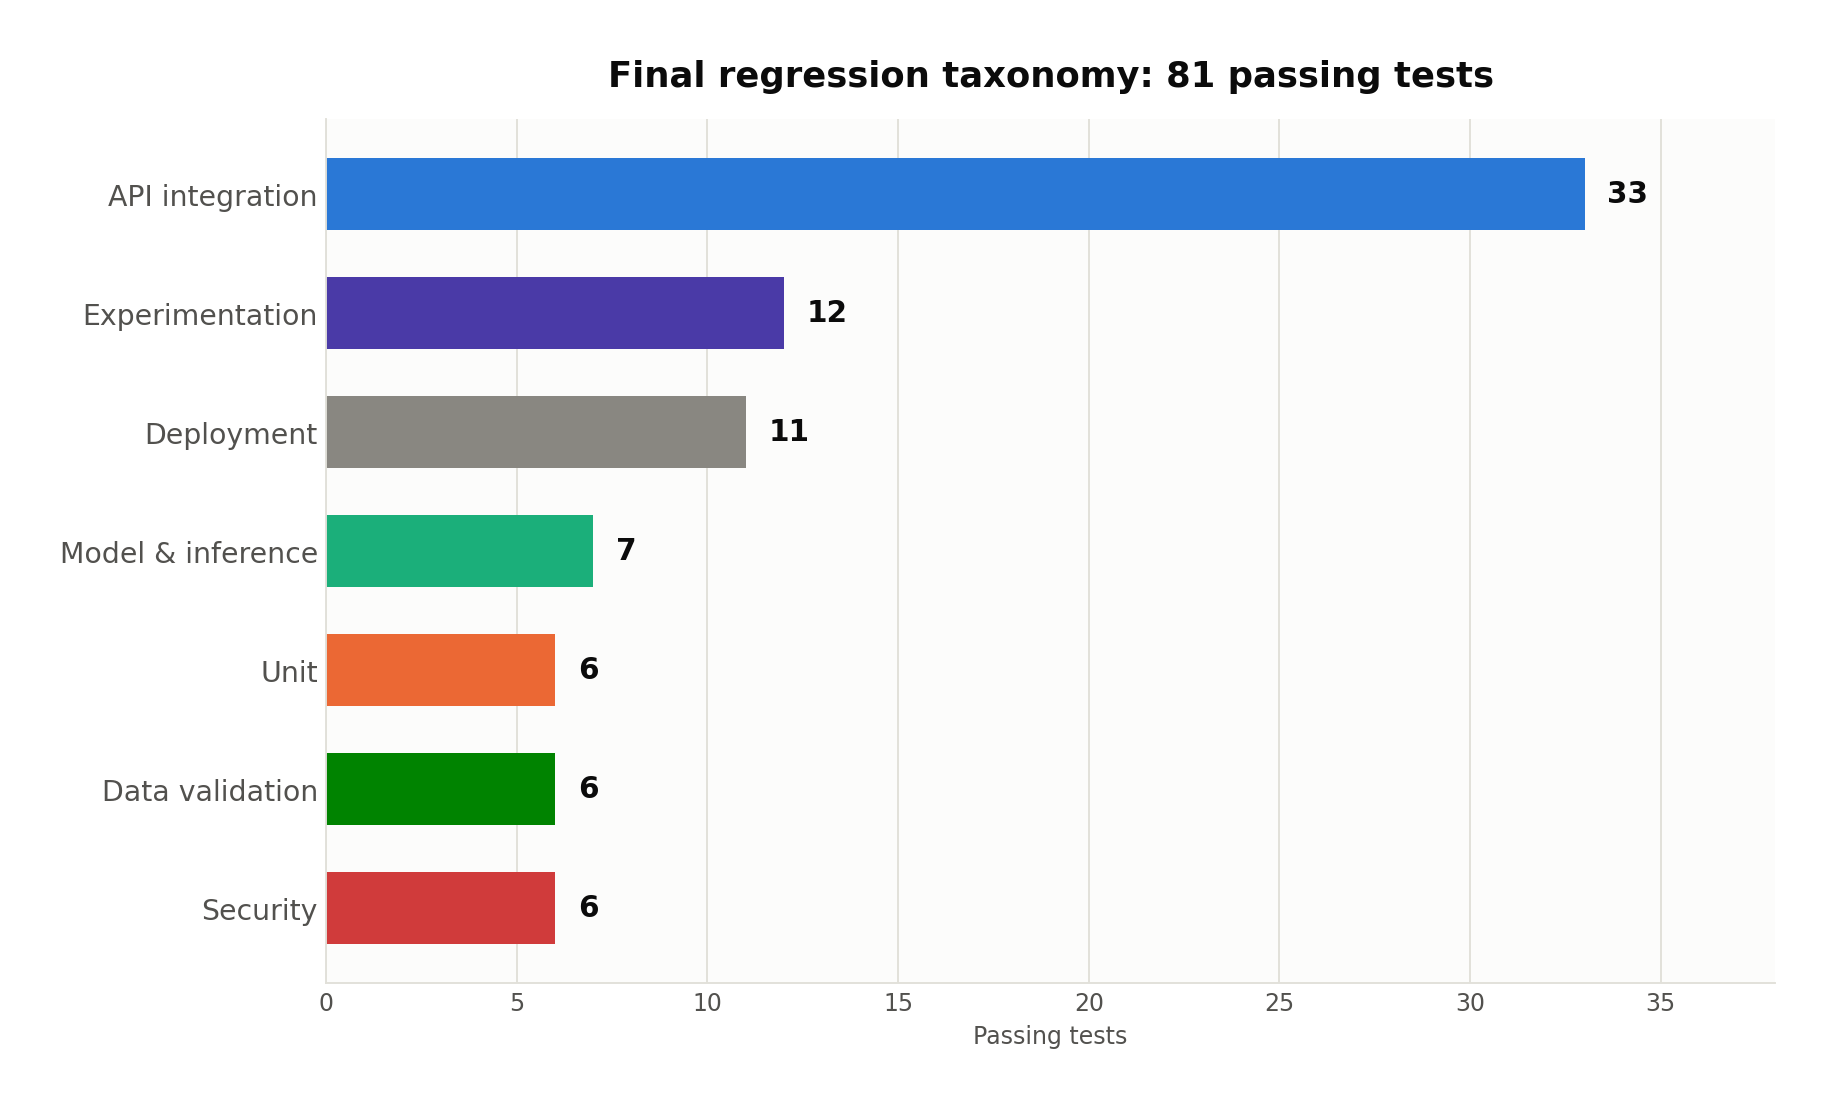 Final regression taxonomy: 81 passing tests
API integration 33
Experimentation 12
Deployment 11
Model & inference 7
Unit 6
Data validation 6
Security 6
0 5 10 15 20 25 30 35
Passing tests